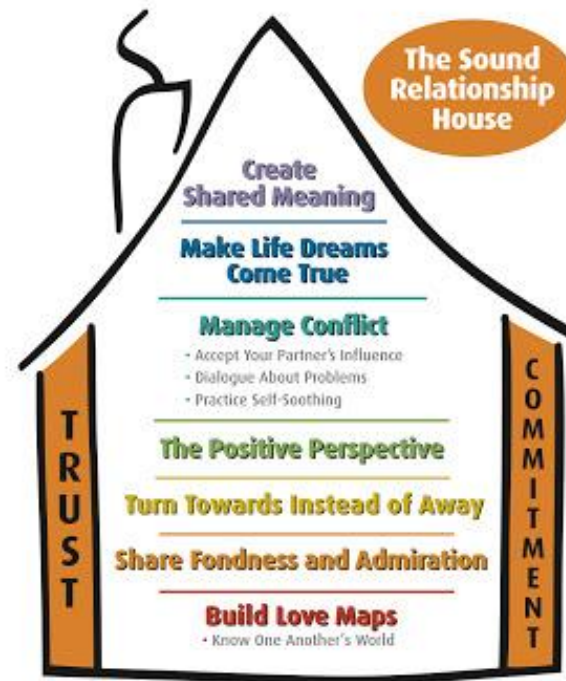 The Sound
Relationship
House
Create
Shared Meaning
Make Life Dreams
Come True
Manage Conflict
• Accept Your Partner's Influence
• Dialogue About Problems
• Practice Self-Soothing
The Positive Perspective
Turn Towards Instead of Away
Share Fondness and Admiration
Build Love Maps
• Know One Another's World
TRUST
COMMITMENT